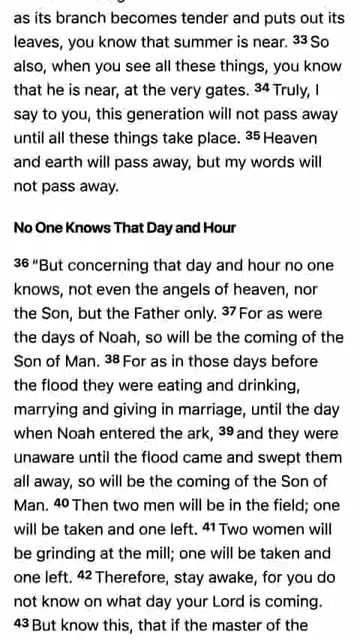 as its branch becomes tender and puts out its
leaves, you know that summer is near. 33 So
also, when you see all these things, you know
that he is near, at the very gates. 34 Truly, I
say to you, this generation will not pass away
until all these things take place. 35 Heaven
and earth will pass away, but my words will
not pass away.
No One Knows That Day and Hour
36 "But concerning that day and hour no one
knows, not even the angels of heaven, nor
the Son, but the Father only. 37 For as were
the days of Noah, so will be the coming of the
Son of Man. 38 For as in those days before
the flood they were eating and drinking,
marrying and giving in marriage, until the day
when Noah entered the ark, 39 and they were
unaware until the flood came and swept them
all away, so will be the coming of the Son of
Man. 40 Then two men will be in the field; one
will be taken and one left. 41 Two women will
be grinding at the mill; one will be taken and
one left. 42 Therefore, stay awake, for you do
not know on what day your Lord is coming.
43 But know this, that if the master of the